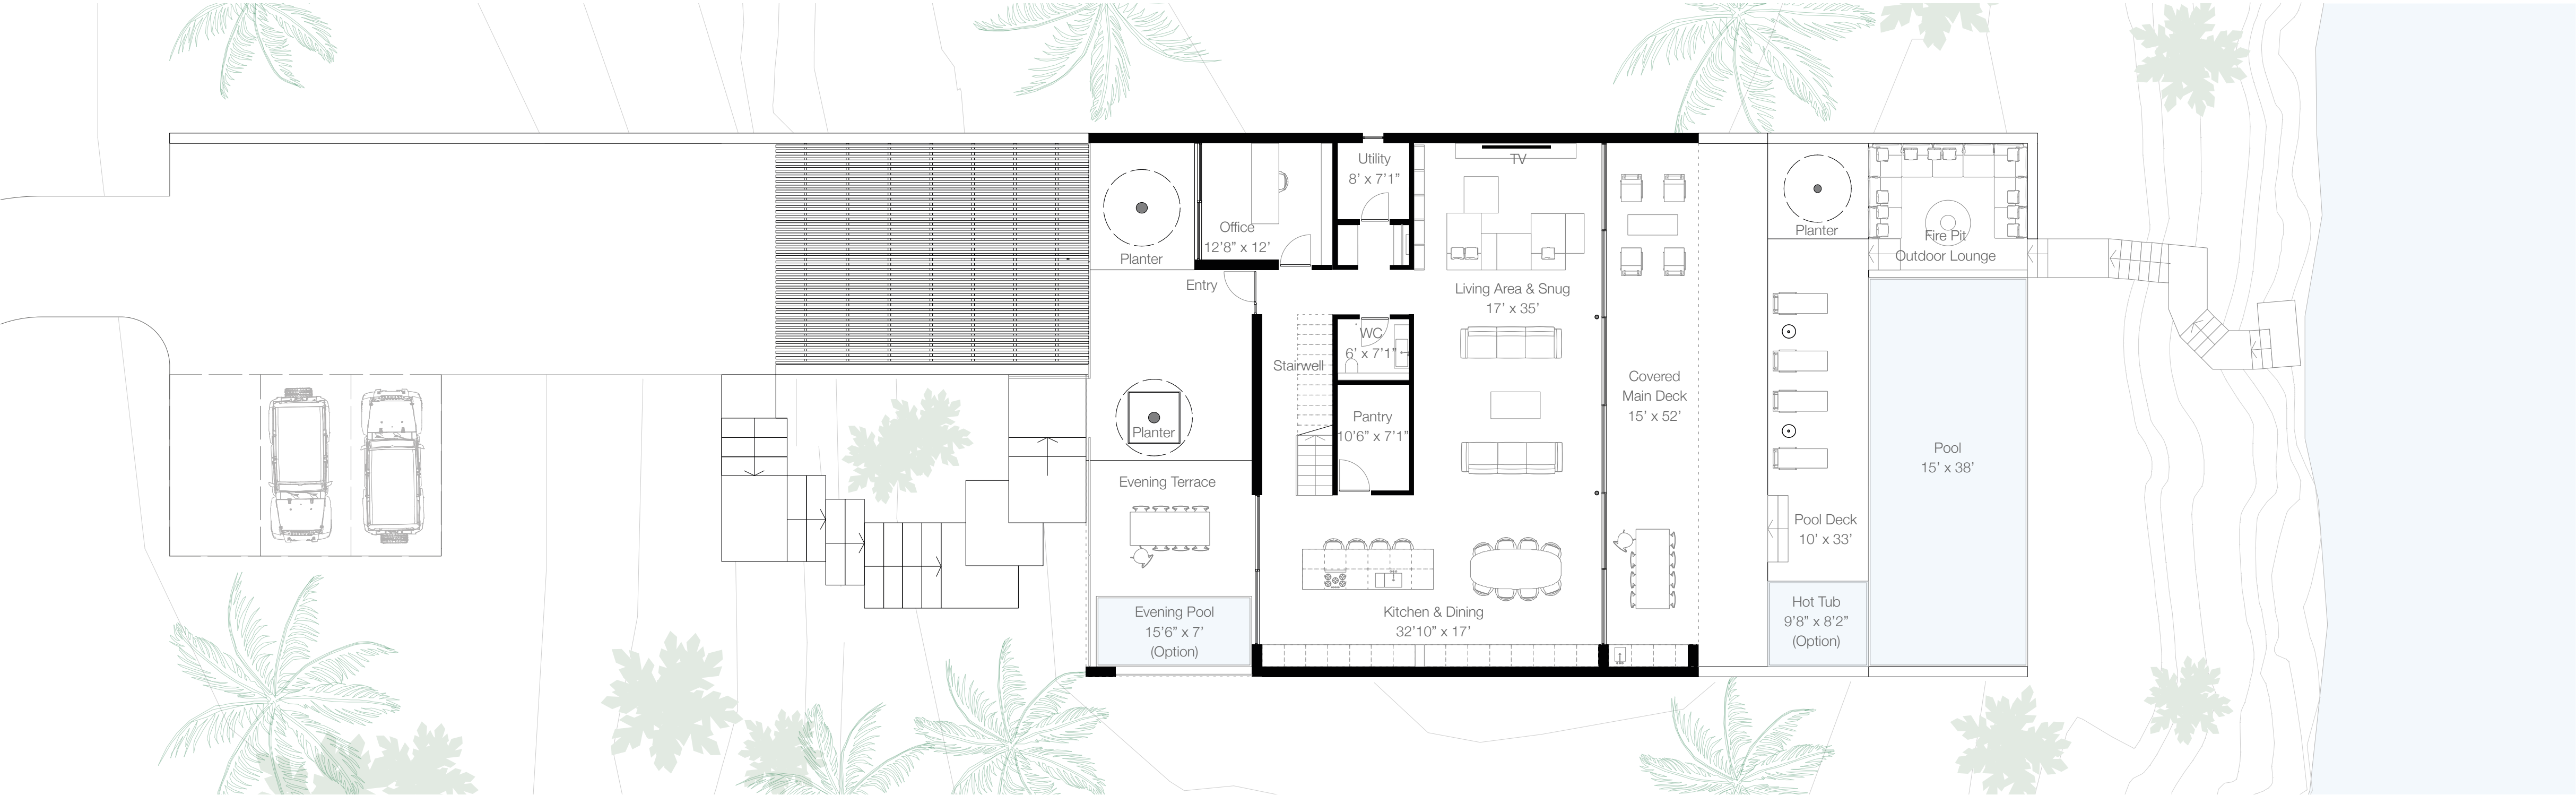 Planter
Entry
Office
12’8” x 12’
Utility
8’ x 7’1”
TV
Living Area & Snug
17’ x 35’
WC
6’ x 7’1”
Stairwell
Pantry
10’6” x 7’1”
Planter
Evening Terrace
Evening Pool
15’6” x 7’
(Option)
Kitchen & Dining
32’10” x 17’
Covered
Main Deck
15’ x 52’
Planter
Fire Pit
Outdoor Lounge
Pool
15’ x 38’
Pool Deck
10’ x 33’
Hot Tub
9’8” x 8’2”
(Option)